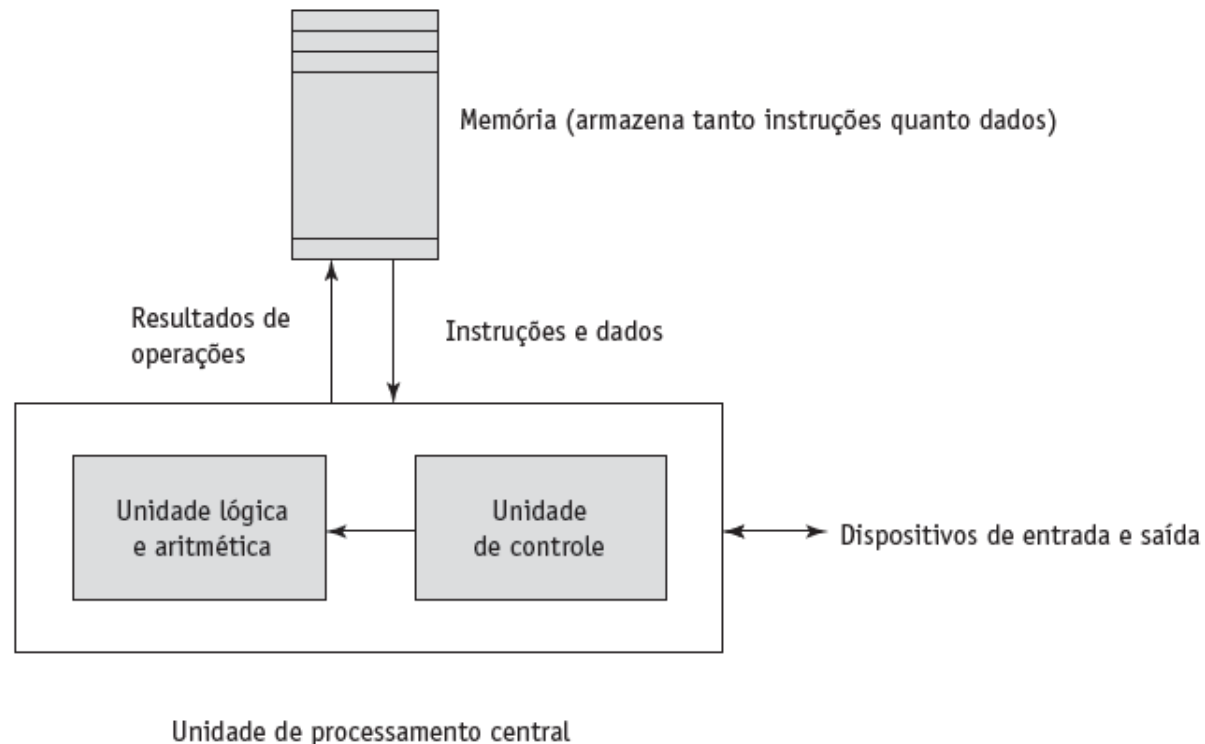 Memória (armazena tanto instruções quanto dados)
Resultados de
operações
Instruções e dados
Unidade lógica
e aritmética
Unidade
de controle
Dispositivos de entrada e saída
Unidade de processamento central